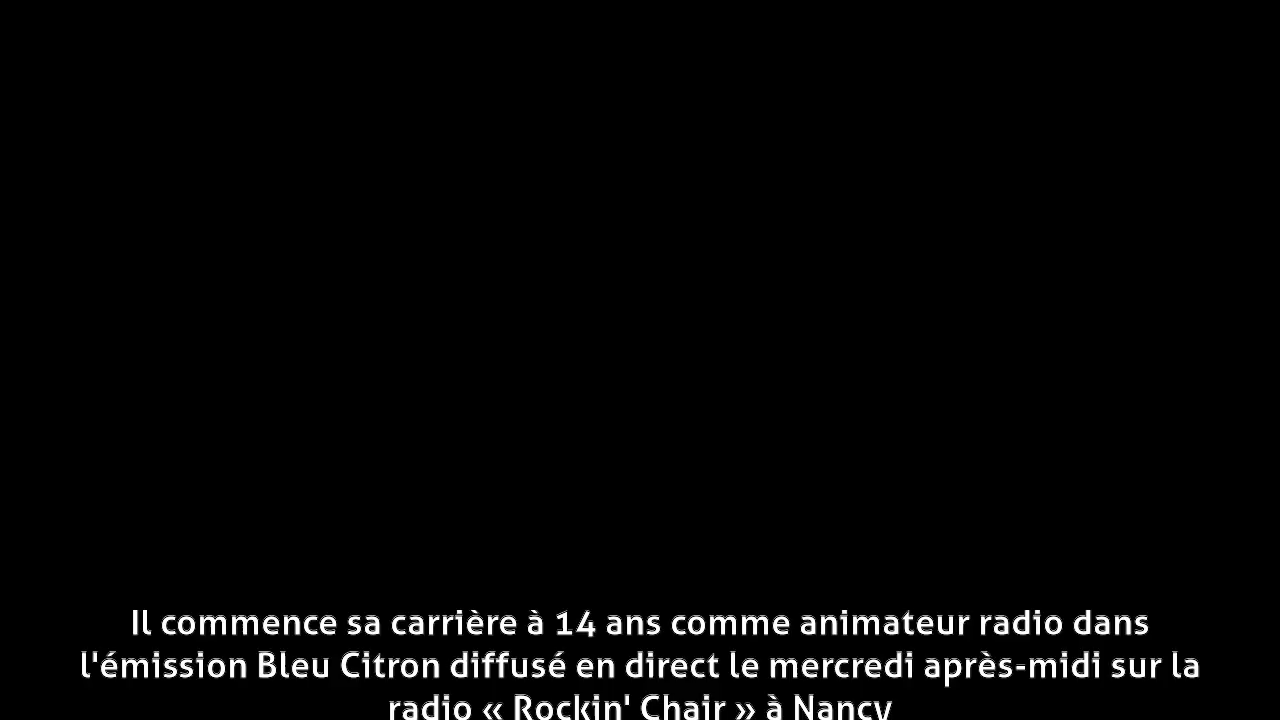 Il commence sa carrière à 14 ans comme animateur radio dans
l'émission Bleu Citron diffusé en direct le mercredi après-midi sur la
radio « Rockin' Chair » à Nancy